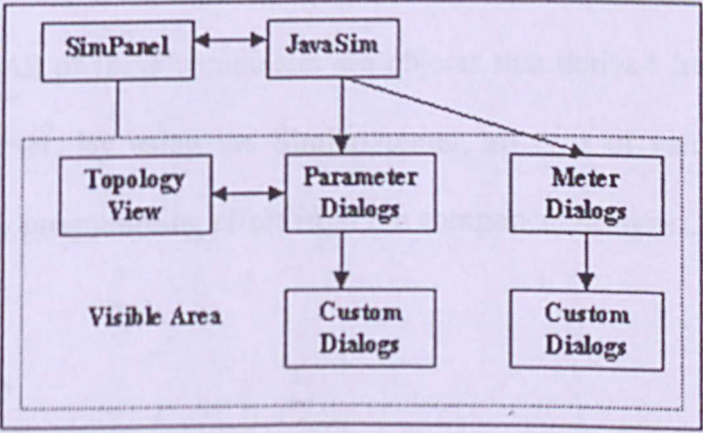 SimPanel
JavaSim
Topology
View
Parameter
Dialogs
Meter
Dialogs
Visible Area
Custom
Dialogs
Custom
Dialogs